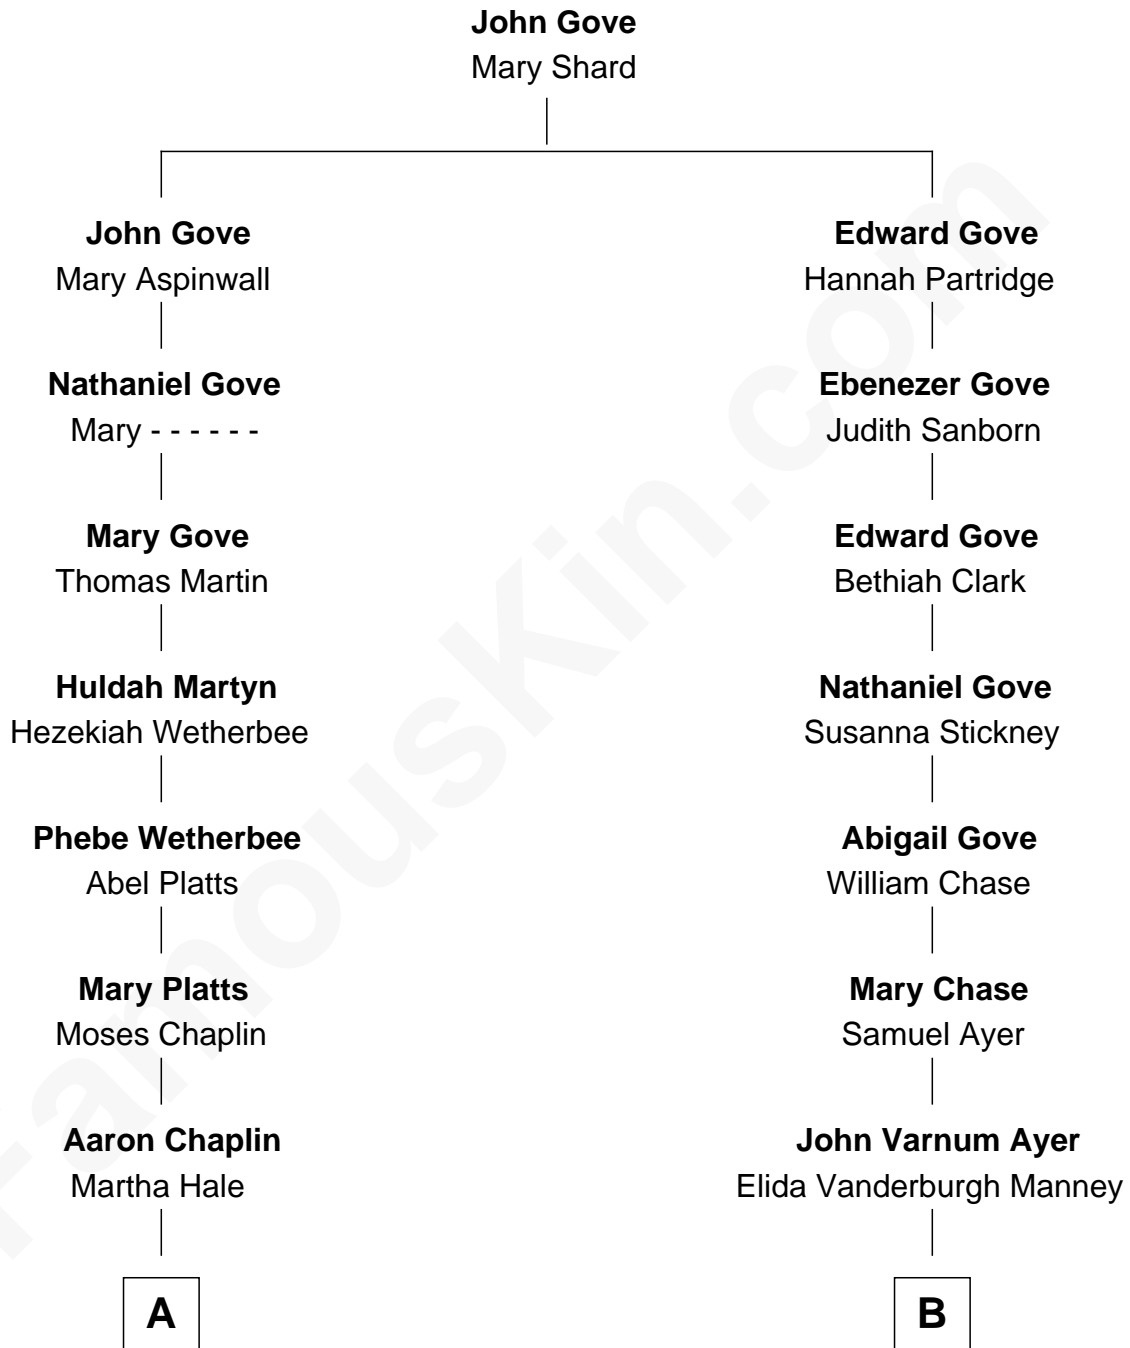 John Gove
Mary Shard
John Gove
Mary Aspinwall
Edward Gove
Hannah Partridge
Nathaniel Gove
Mary - - - - - -
Ebenezer Gove
Judith Sanborn
Mary Gove
Thomas Martin
Edward Gove
Bethiah Clark
Huldah Martyn
Hezekiah Wetherbee
Nathaniel Gove
Susanna Stickney
Phebe Wetherbee
Abel Platts
Abigail Gove
William Chase
Mary Platts
Moses Chaplin
Mary Chase
Samuel Ayer
Aaron Chaplin
Martha Hale
John Varnum Ayer
Elida Vanderburgh Manney
A
B
FamousKin.com